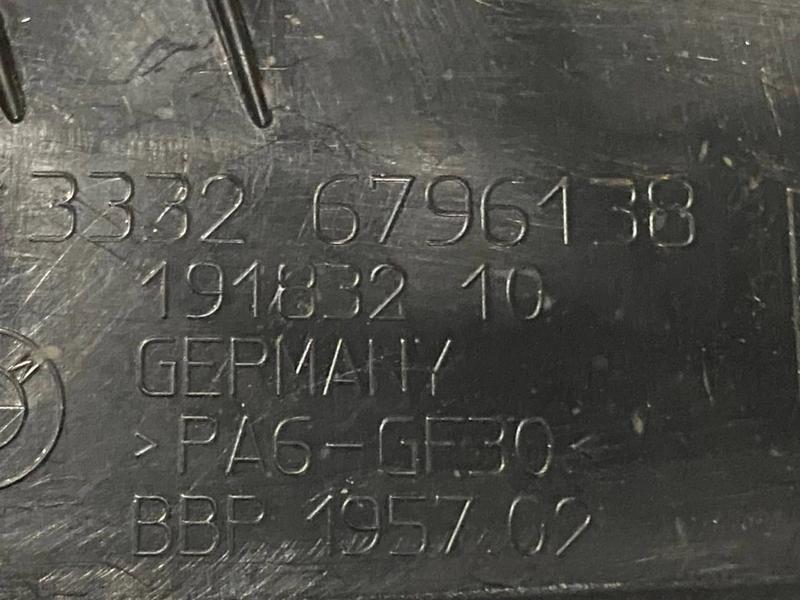 3332 6796138
191832 10
GERMANY
>PA6-GF30<
BBP 1957.02